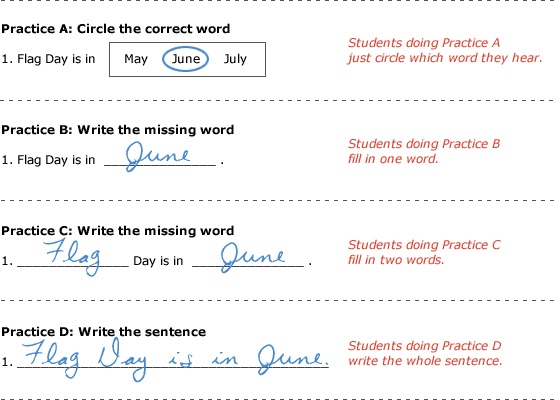 Practice A: Circle the correct word
1. Flag Day is in May June July
Students doing Practice A
just circle which word they hear.
Practice B: Write the missing word
1. Flag Day is in June .
Students doing Practice B
fill in one word.
Practice C: Write the missing word
1. Flag Day is in June .
Students doing Practice C
fill in two words.
Practice D: Write the sentence
1. Flag Day is in June.
Students doing Practice D
write the whole sentence.